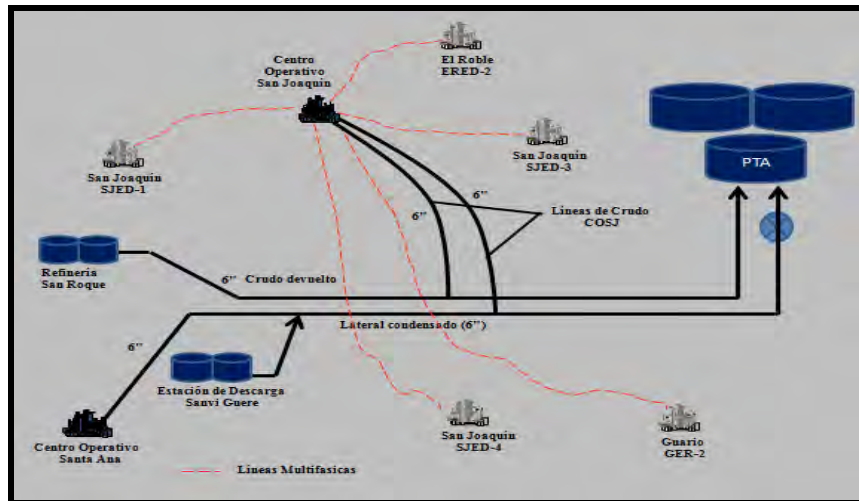 Centro
Operativo
San Joaquin
El Roble
ERED-2
San Joaquin
SJED-1
San Joaquin
SJED-3
PTA
6"
6"
Lineas de Crudo
COSJ
Refineria
San Roque
6"
Crudo devuelto
Lateral condensado (6")
6"
Estación de Descarga
Sanvi Guere
Centro Operativo
Santa Ana
San Joaquin
SJED-4
Guario
GER-2
Lineas Multifasicas